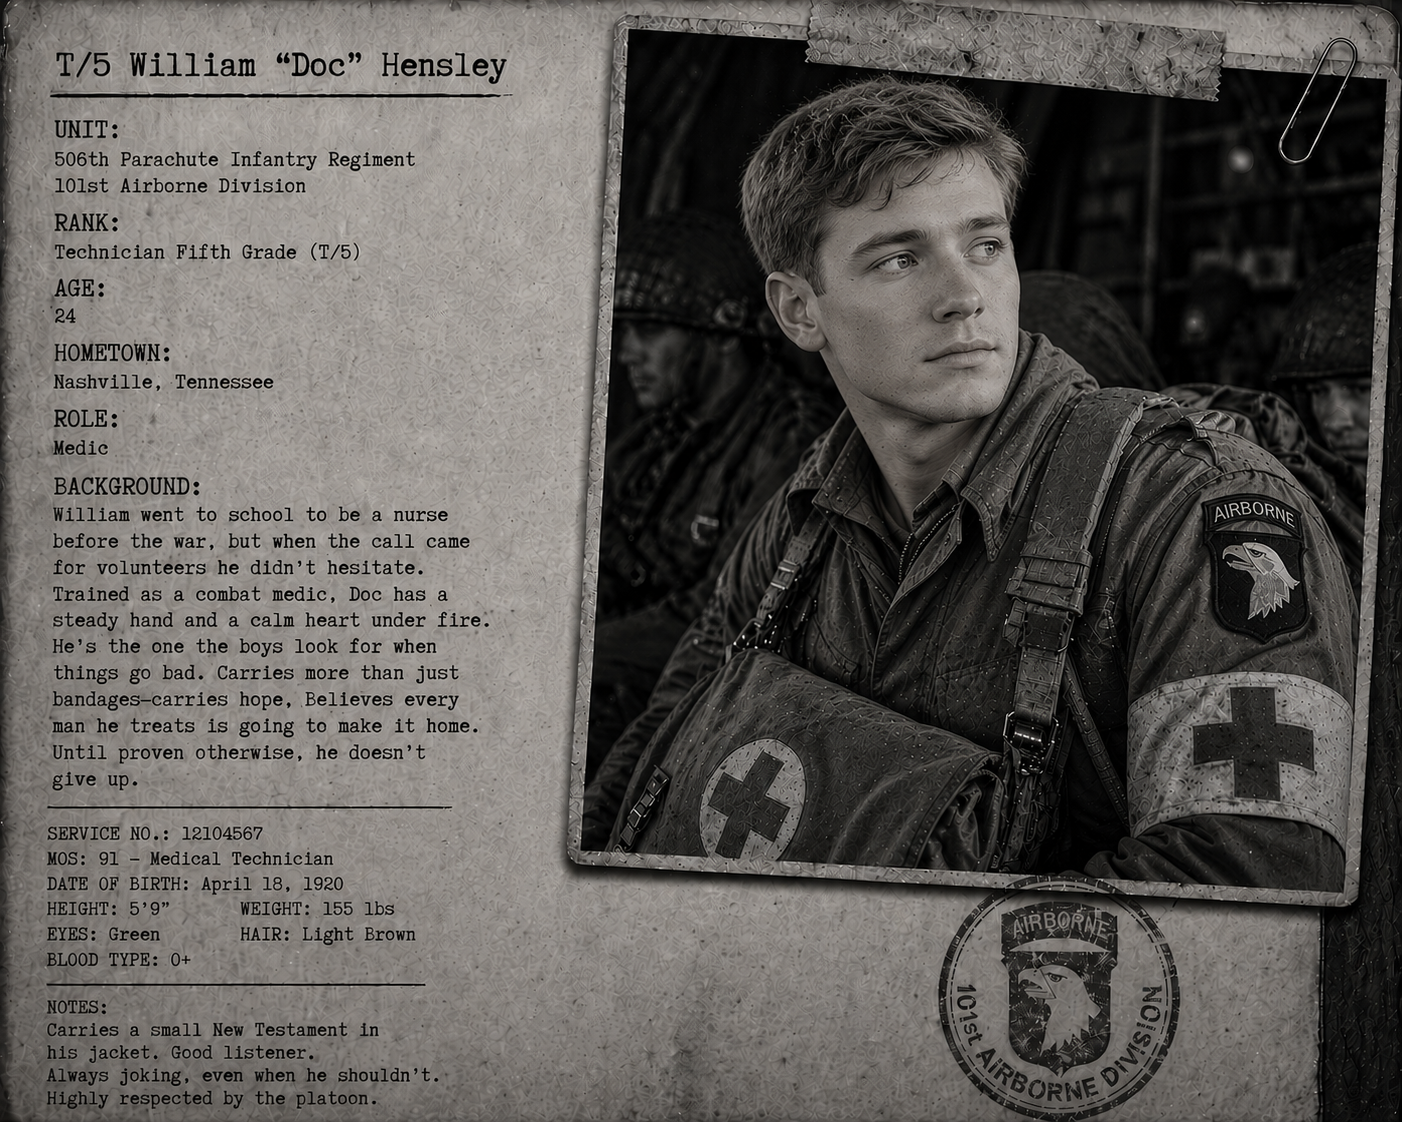 T/5 William “Doc” Hensley
UNIT:
506th Parachute Infantry Regiment
101st Airborne Division
RANK:
Technician Fifth Grade (T/5)
AGE:
24
HOMETOWN:
Nashville, Tennessee
ROLE:
Medic
BACKGROUND:
William went to school to be a nurse
before the war, but when the call came
for volunteers he didn’t hesitate.
Trained as a combat medic, Doc has a
steady hand and a calm heart under fire.
He’s the one the boys look for when
things go bad. Carries more than just
bandages—carries hope, Believes every
man he treats is going to make it home.
Until proven otherwise, he doesn’t
give up.
SERVICE NO.: 12104567
MOS: 91 – Medical Technician
DATE OF BIRTH: April 18, 1920
HEIGHT: 5’9” WEIGHT: 155 lbs
EYES: Green HAIR: Light Brown
BLOOD TYPE: O+
NOTES:
Carries a small New Testament in
his jacket. Good listener.
Always joking, even when he shouldn’t.
Highly respected by the platoon.
AIRBORNE
AIRBORNE
101st AIRBORNE DIVISION